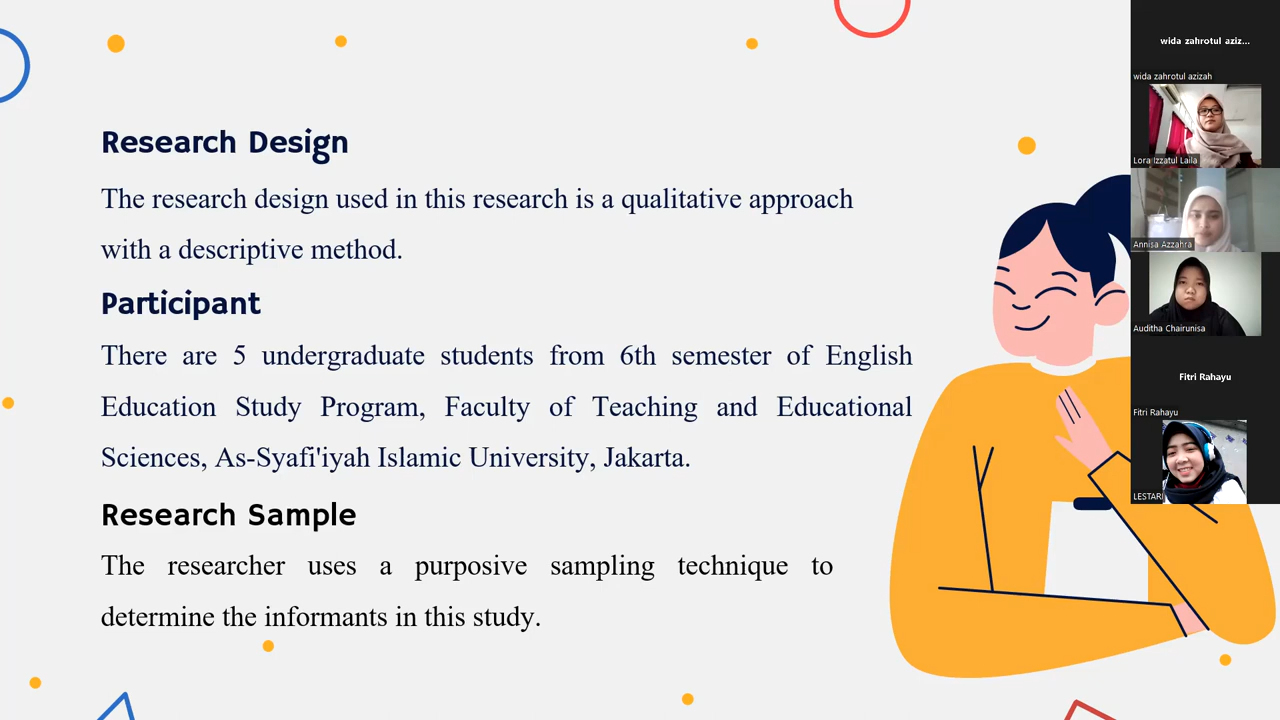 Research Design
The research design used in this research is a qualitative approach
with a descriptive method.
Participant
There are 5 undergraduate students from 6th semester of English
Education Study Program, Faculty of Teaching and Educational
Sciences, As-Syafi'iyah Islamic University, Jakarta.
Research Sample
The researcher uses a purposive sampling technique to
determine the informants in this study.
wida zahrotul aziz...
wida zahrotul azizah
Lora Izzatul Laila
Annisa Azzahra
Auditha Chairunisa
Fitri Rahayu
Fitri Rahayu
LESTARI